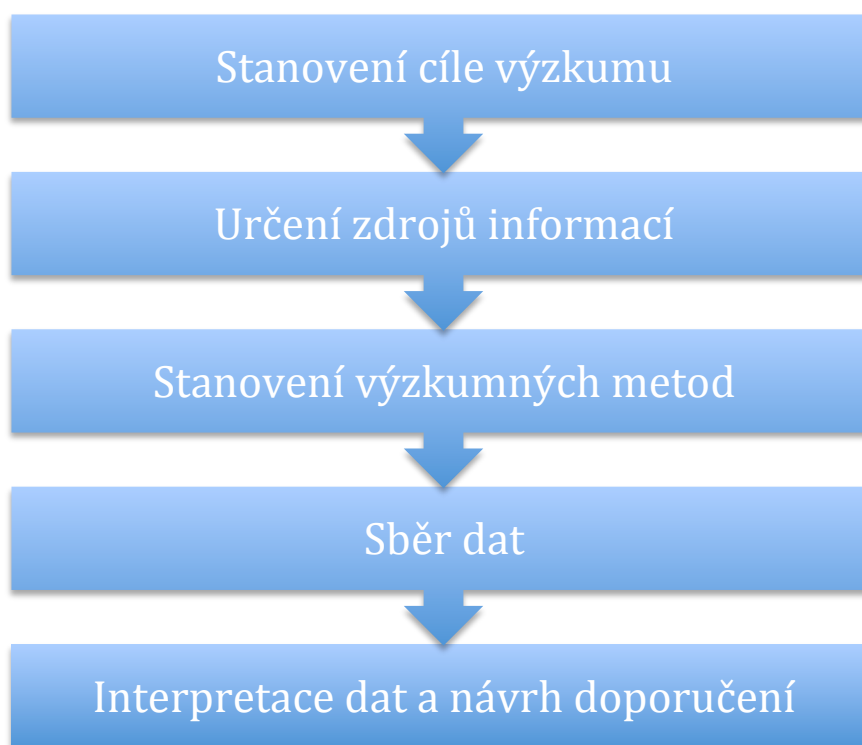 Stanovení cíle výzkumu
Určení zdrojů informací
Stanovení výzkumných metod
Sběr dat
Interpretace dat a návrh doporučení